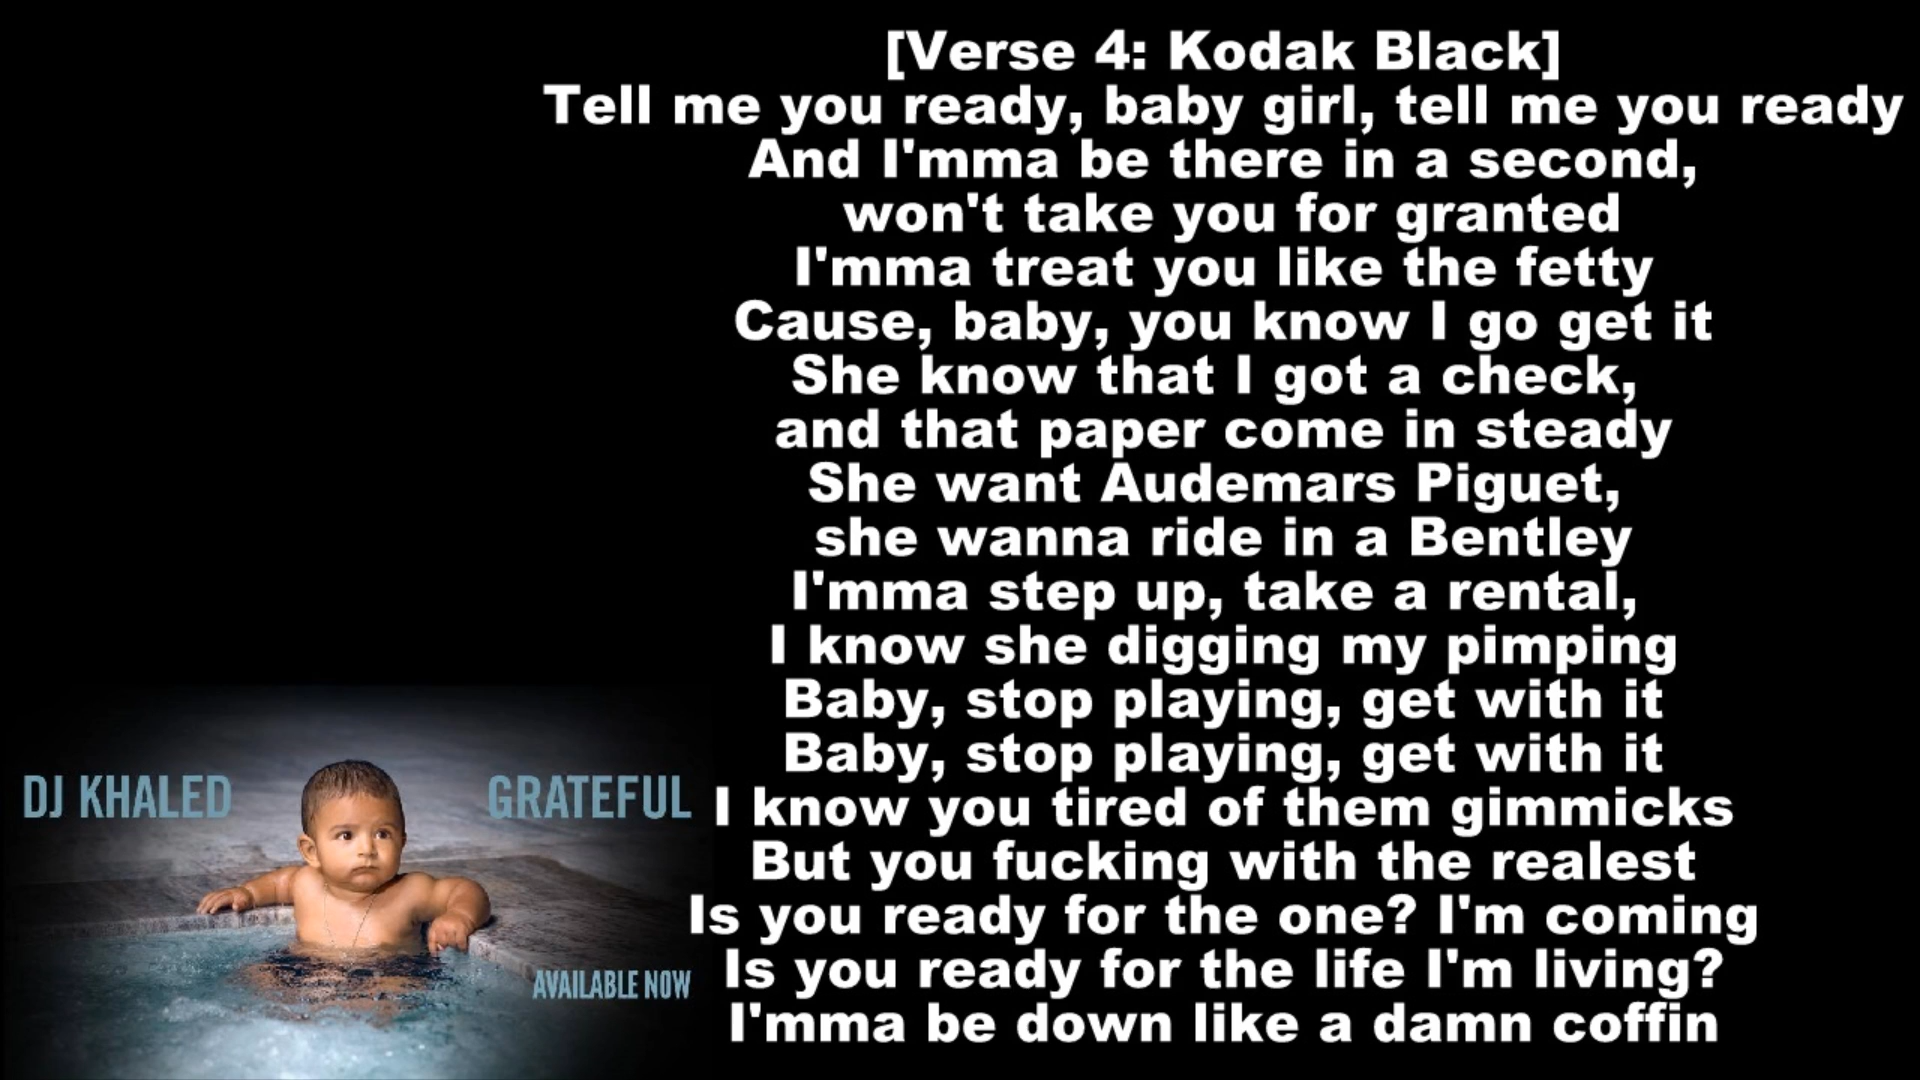 [Verse 4: Kodak Black]
Tell me you ready, baby girl, tell me you ready
And I'mma be there in a second,
won't take you for granted
I'mma treat you like the fetty
Cause, baby, you know I go get it
She know that I got a check,
and that paper come in steady
She want Audemars Piguet,
she wanna ride in a Bentley
I'mma step up, take a rental,
I know she digging my pimping
Baby, stop playing, get with it
Baby, stop playing, get with it
I know you tired of them gimmicks
But you fucking with the realest
Is you ready for the one? I'm coming
Is you ready for the life I'm living?
I'mma be down like a damn coffin
DJ KHALED
GRATEFUL
AVAILABLE NOW